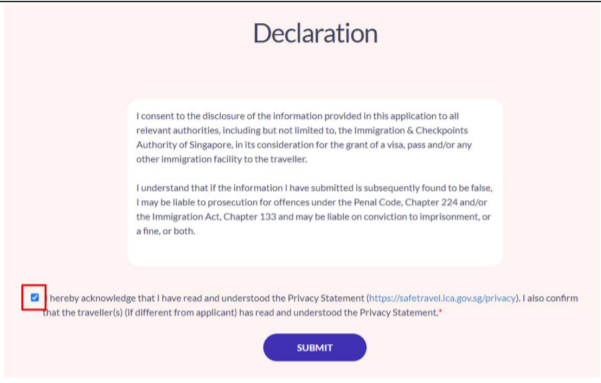 Declaration
I consent to the disclosure of the information provided in this application to all
relevant authorities, including but not limited to, the Immigration & Checkpoints
Authority of Singapore, in its consideration for the grant of a visa, pass and/or any
other immigration facility to the traveller.
I understand that if the information I have submitted is subsequently found to be false,
I may be liable to prosecution for offences under the Penal Code, Chapter 224 and/or
the Immigration Act, Chapter 133 and may be liable on conviction to imprisonment, or
a fine, or both.
I hereby acknowledge that I have read and understood the Privacy Statement (https://safetravel.ica.gov.sg/privacy). I also confirm
that the traveller(s) (if different from applicant) has read and understood the Privacy Statement.*
SUBMIT